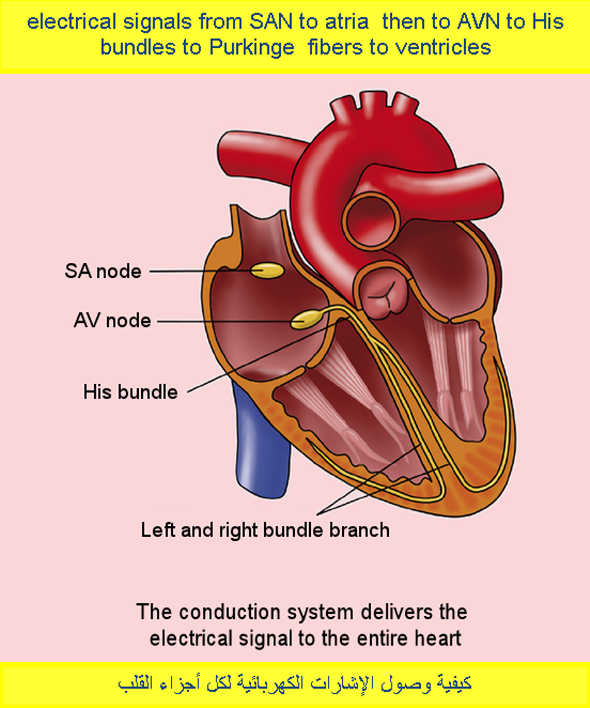 electrical signals from SAN to atria then to AVN to His
bundles to Purkinge fibers to ventricles
SA node
AV node
His bundle
Left and right bundle branch
The conduction system delivers the
electrical signal to the entire heart
كيفية وصول الإشارات الكهربائية لكل أجزاء القلب